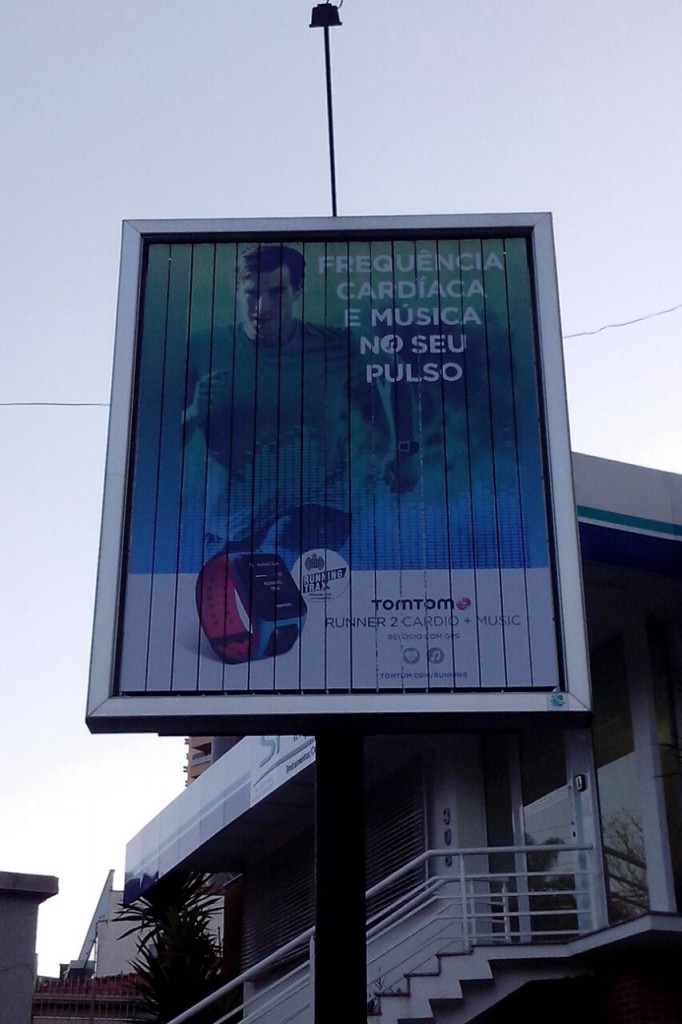 FREQUÊNCIA
CARDÍACA
E MÚSICA
NO SEU
PULSO
RUNNING
TRAX
TOMTOM
RUNNER 2 CARDIO + MUSIC
RELÓGIO COM GPS
TOMTOM.COM/RUNNING
308